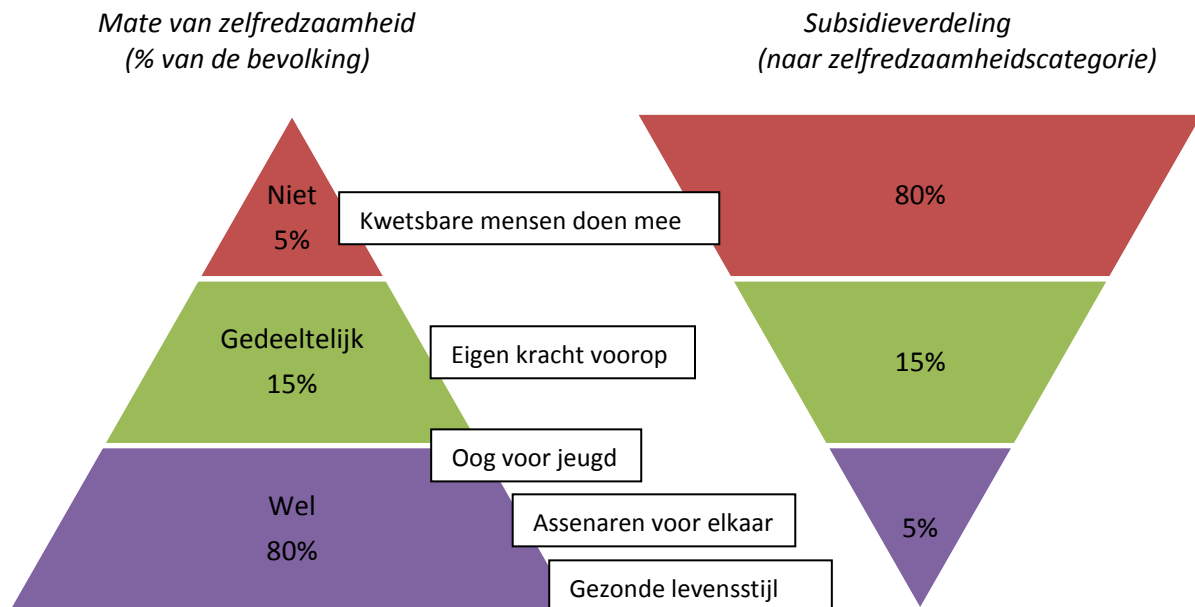 Mate van zelfredzaamheid
(% van de bevolking)
Subsidieverdeling
(naar zelfredzaamheidscategorie)
Niet
5%
Kwetsbare mensen doen mee
80%
Gedeeltelijk
15%
Eigen kracht voorop
15%
Oog voor jeugd
Wel
80%
Assenaren voor elkaar
5%
Gezonde levensstijl